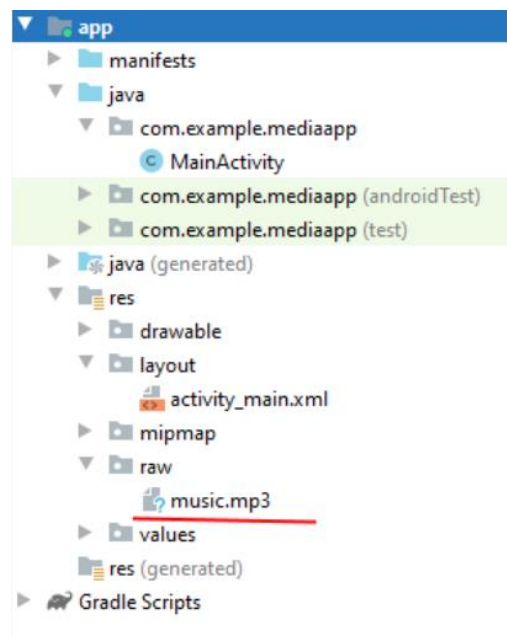 app
manifests
java
com.example.mediaapp
C MainActivity
com.example.mediaapp (androidTest)
com.example.mediaapp (test)
java (generated)
res
drawable
layout
activity_main.xml
mipmap
raw
music.mp3
values
res (generated)
Gradle Scripts